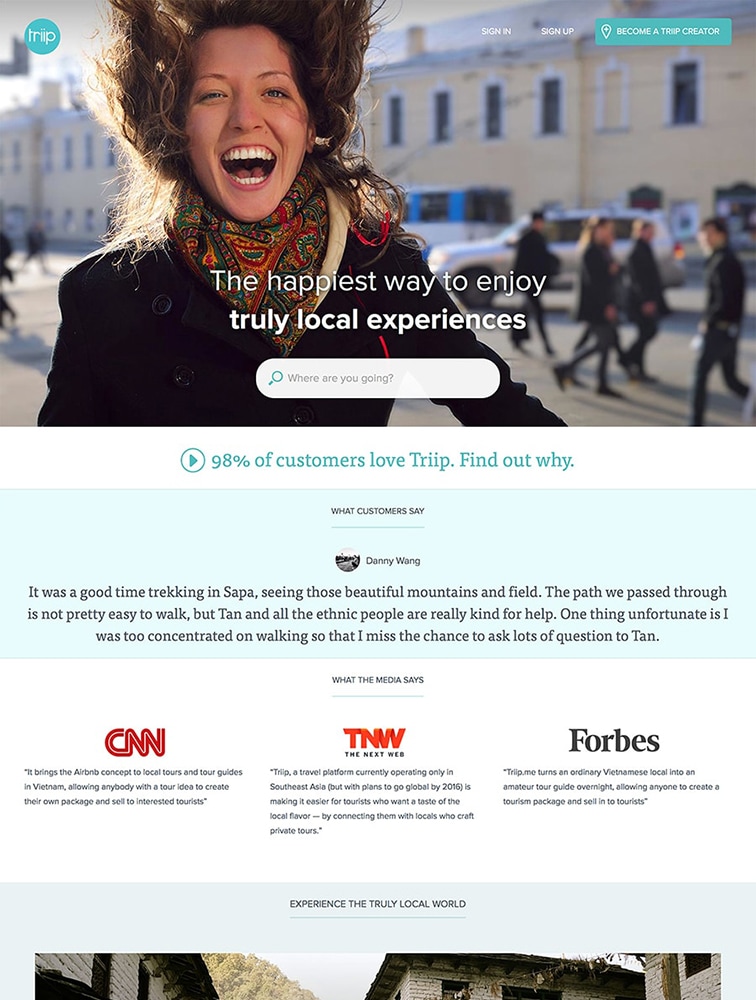 triip
SIGN IN
SIGN UP
BECOME A TRIIP CREATOR
The happiest way to enjoy
truly local experiences
Where are you going?
98% of customers love Triip. Find out why.
WHAT CUSTOMERS SAY
Danny Wang
It was a good time trekking in Sapa, seeing those beautiful mountains and field. The path we passed through
is not pretty easy to walk, but Tan and all the ethnic people are really kind for help. One thing unfortunate is I
was too concentrated on walking so that I miss the chance to ask lots of question to Tan.
WHAT THE MEDIA SAYS
CNN
"It brings the Airbnb concept to local tours and tour guides
in Vietnam, allowing anybody with a tour idea to create
their own package and sell to interested tourists"
TNW
THE NEXT WEB
"Triip, a travel platform currently operating only in
Southeast Asia (but with plans to go global by 2016) is
making it easier for tourists who want a taste of the
local flavor — by connecting them with locals who craft
private tours."
Forbes
"Triip.me turns an ordinary Vietnamese local into an
amateur tour guide overnight, allowing anyone to create a
tourism package and sell in to tourists"
EXPERIENCE THE TRULY LOCAL WORLD